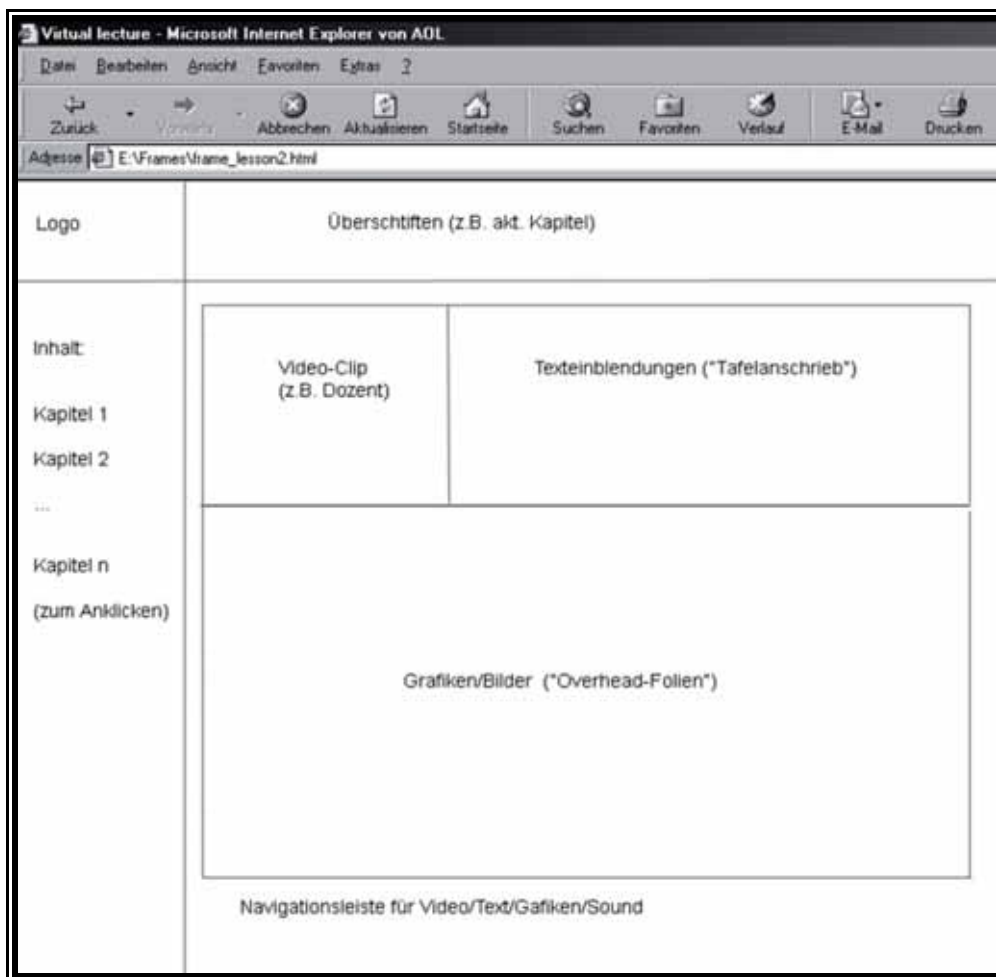 Virtual lecture - Microsoft Internet Explorer von AOL
Datei Bearbeiten Ansicht Favoriten Extras ?
Zurück Vorwärts Abbrechen Aktualisieren Startseite Suchen Favoriten Verlauf E-Mail Drucken
Adresse E:\Frames\frame_lesson2.html
Logo
Überschtiften (z.B. akt. Kapitel)
Inhalt:
Kapitel 1
Kapitel 2
...
Kapitel n
(zum Anklicken)
Video-Clip
(z.B. Dozent)
Texteinblendungen ("Tafelanschrieb")
Grafiken/Bilder ("Overhead-Folien")
Navigationsleiste für Video/Text/Gafiken/Sound